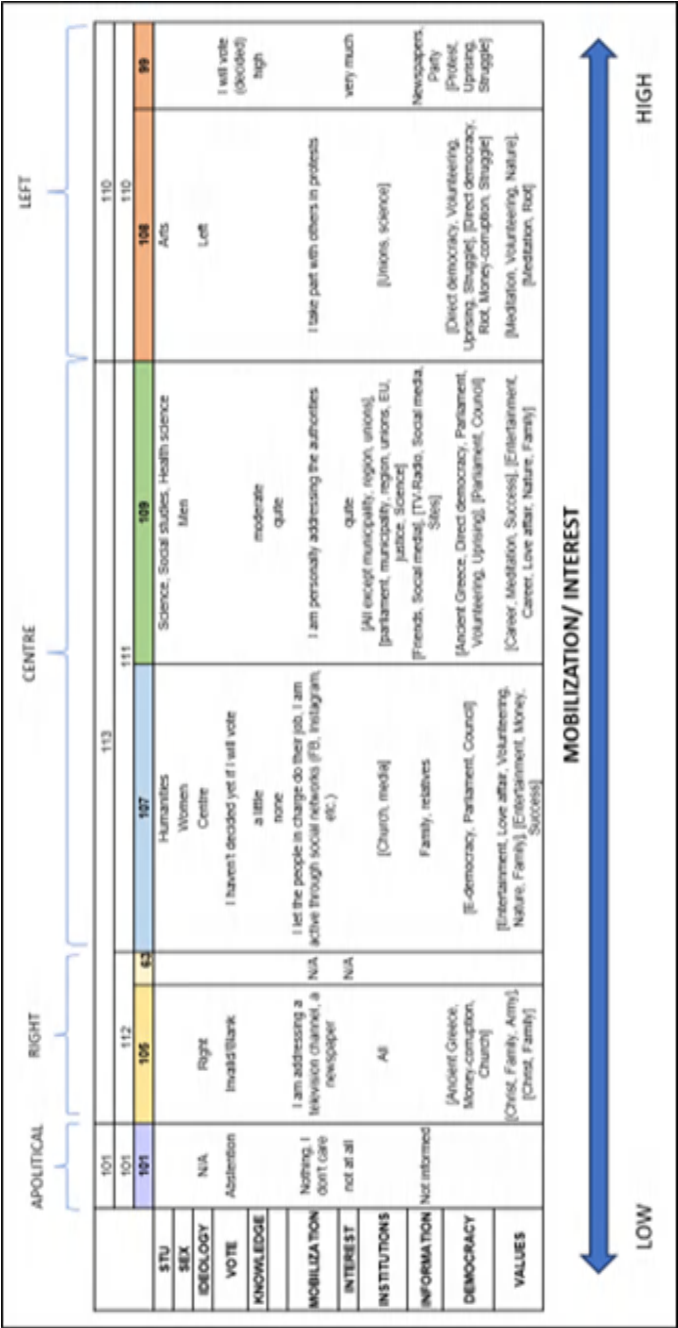 APOLITICAL RIGHT CENTRE LEFT
101 113 110
101 112 111 110
101 105 63 107 109 108 99
STU Humanities Science, Social studies, Health science Arts
SEX Women Men
IDEOLOGY N/A Right Centre Left
VOTE Abstention Invalid/Blank I haven't decided yet if I will vote I will vote
(decided)
KNOWLEDGE a little moderate high
none quite
MOBILIZATION Nothing, I
don't care
I am addressing a
television channel, a
newspaper
N/A
I let the people in charge do their job, I am
active through social networks (FB, Instagram,
etc.)
I am personally addressing the authorities
I take part with others in protests
INTEREST not at all N/A quite very much
INSTITUTIONS All
[Church, media]
[All except municipality, region, unions],
[parliament, municipality, region, unions, EU,
justice, Science]
[Unions, science]
INFORMATION Not informed
Family, relatives
[Friends, Social media], [TV-Radio, Social media,
Sites]
Newspapers,
Party
DEMOCRACY [Ancient Greece,
Money-corruption,
Church]
[E-democracy, Parliament, Council]
[Ancient Greece, Direct democracy, Parliament,
Volunteering, Uprising], [Parliament, Council]
[Direct democracy, Volunteering,
Uprising, Struggle], [Direct democracy,
Riot, Money-corruption, Struggle]
[Protest,
Uprising,
Struggle]
VALUES [Christ, Family, Army],
[Christ, Family]
[Entertainment, Love affair, Volunteering,
Nature, Family], [Entertainment, Money,
Success]
[Career, Meditation, Success], [Entertainment,
Career, Love affair, Nature, Family]
[Meditation, Volunteering, Nature],
[Meditation, Riot]
MOBILIZATION/ INTEREST
LOW HIGH